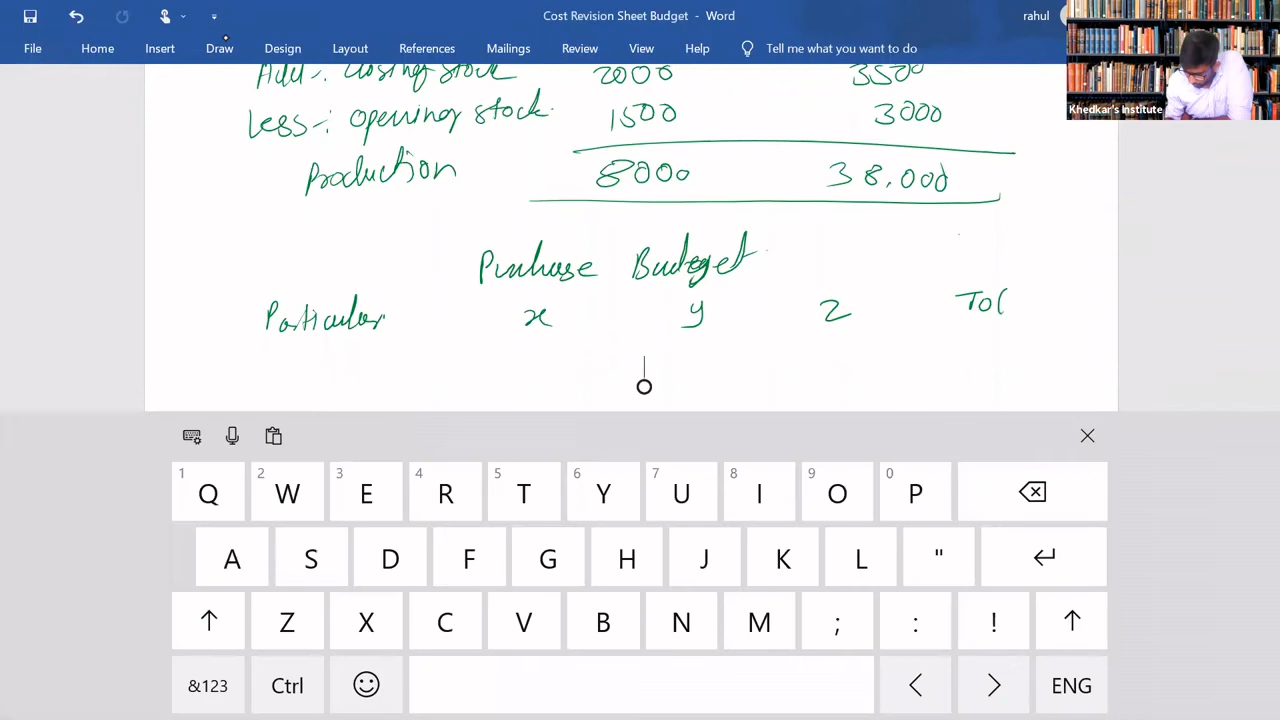 Cost Revision Sheet Budget - Word
rahul
File Home Insert Draw Design Layout References Mailings Review View Help Tell me what you want to do
Khedkar's Institute
Add-: closing stock 2000 3500
Less-: opening stock 1500 3000
Production 8000 38,000
Purchase Budget
Particular x y z
1 2 3 4 5 6 7 8 9 0
Q W E R T Y U I O P
A S D F G H J K L "
Z X C V B N M ; : !
&123 Ctrl ENG